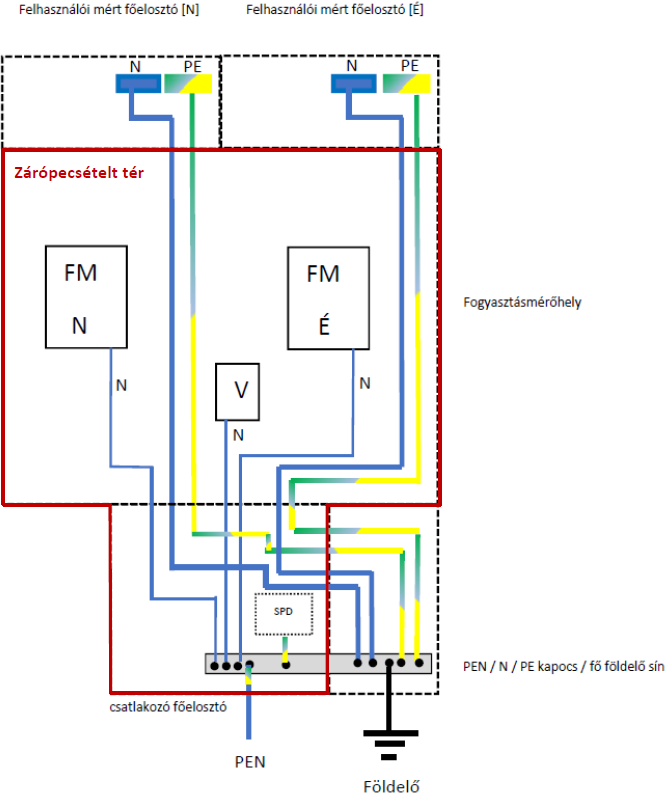 Felhasználói mért főelosztó [N]
Felhasználói mért főelosztó [É]
N
PE
N
PE
Zárópecsételt tér
FM
N
FM
É
Fogyasztásmérőhely
V
N
N
N
SPD
PEN / N / PE kapocs / fő földelő sín
csatlakozó főelosztó
PEN
Földelő